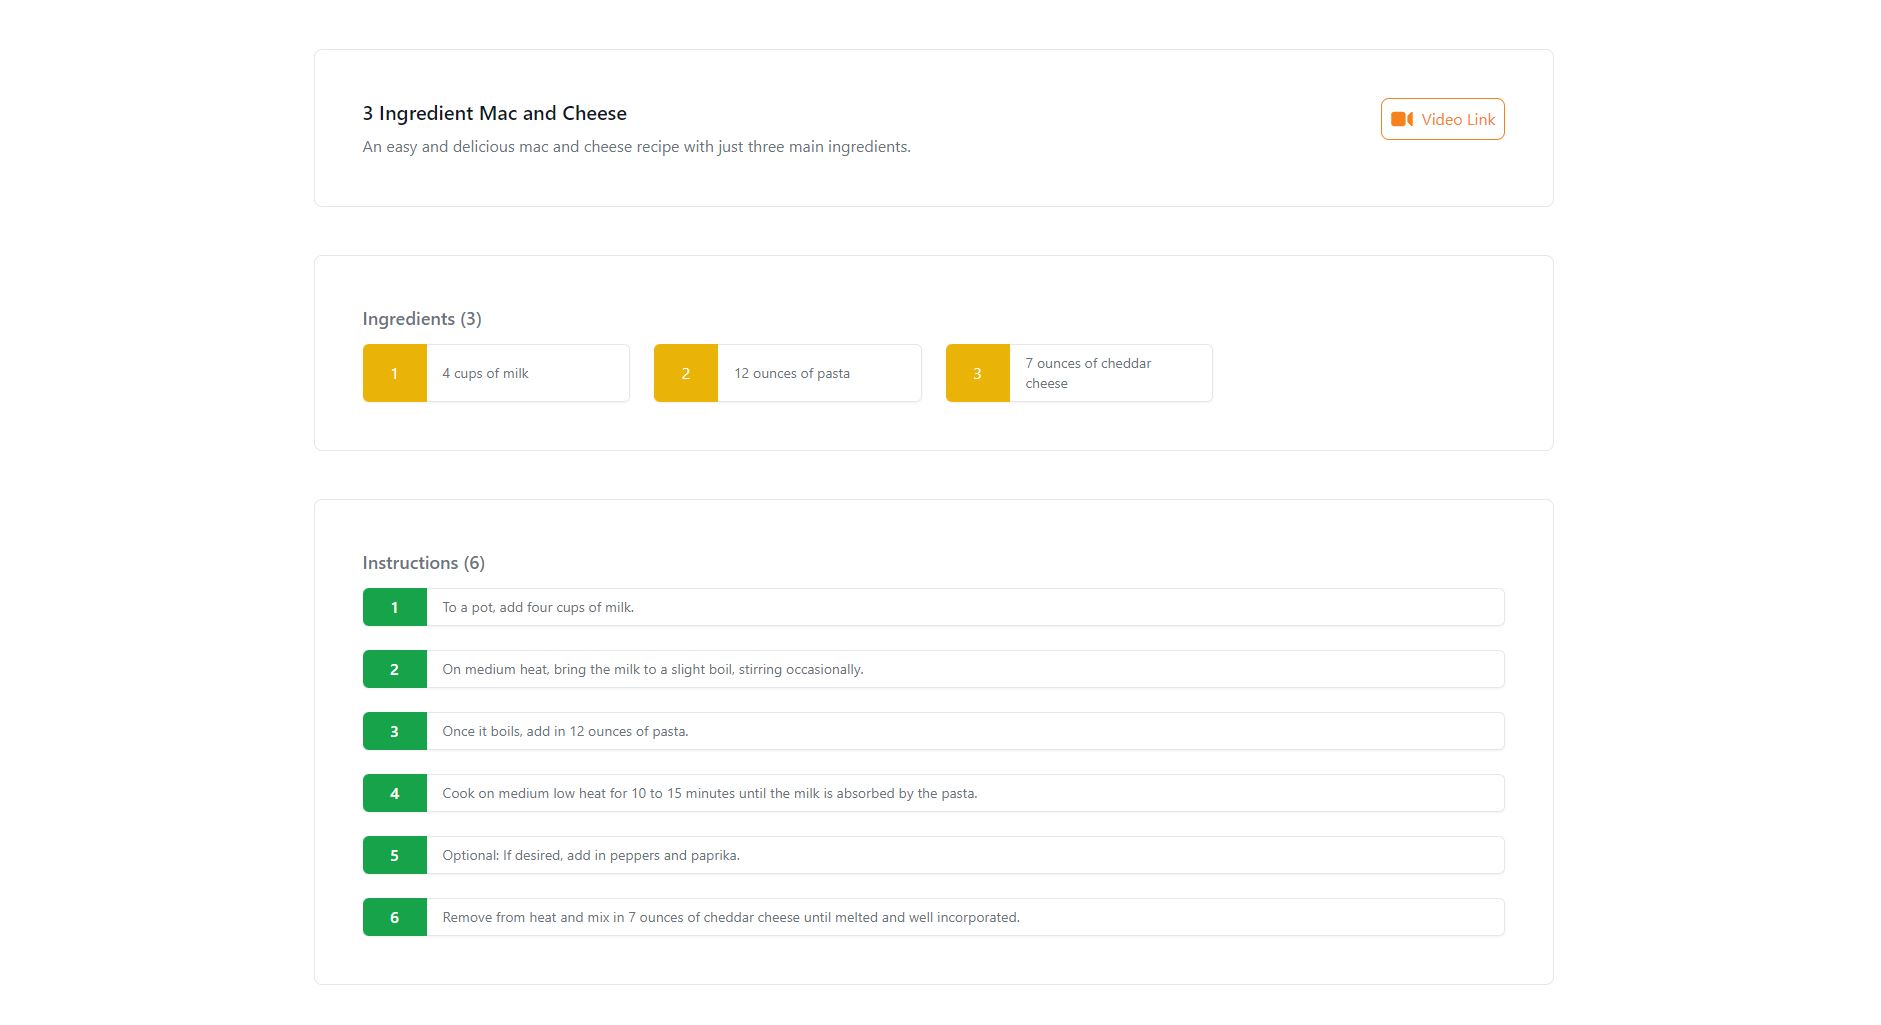 3 Ingredient Mac and Cheese
An easy and delicious mac and cheese recipe with just three main ingredients.
Video Link
Ingredients (3)
1
4 cups of milk
2
12 ounces of pasta
3
7 ounces of cheddar
cheese
Instructions (6)
1
To a pot, add four cups of milk.
2
On medium heat, bring the milk to a slight boil, stirring occasionally.
3
Once it boils, add in 12 ounces of pasta.
4
Cook on medium low heat for 10 to 15 minutes until the milk is absorbed by the pasta.
5
Optional: If desired, add in peppers and paprika.
6
Remove from heat and mix in 7 ounces of cheddar cheese until melted and well incorporated.